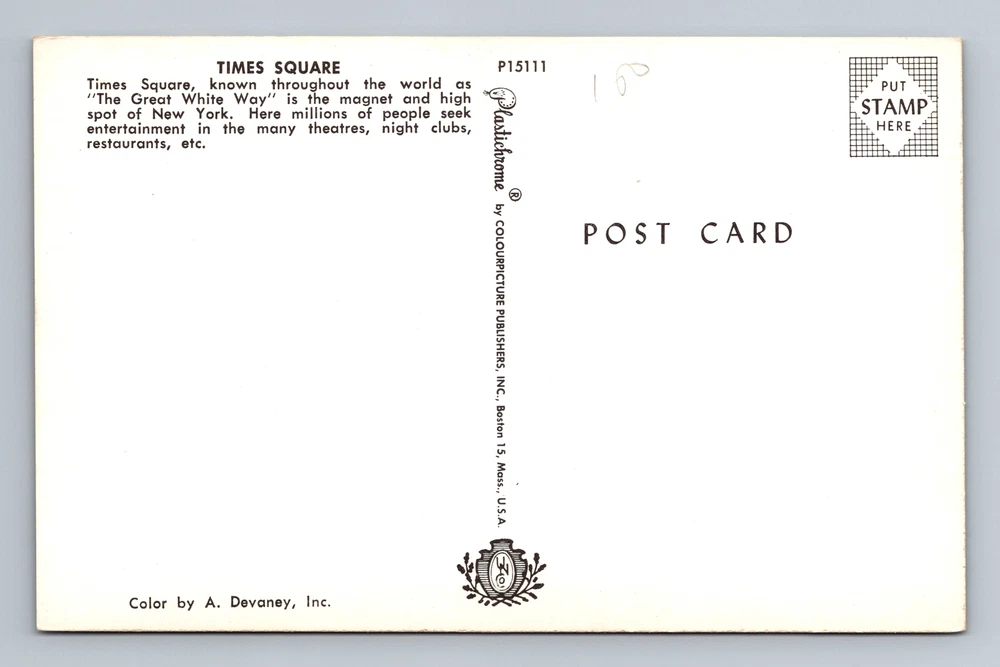 TIMES SQUARE
Times Square, known throughout the world as
"The Great White Way" is the magnet and high
spot of New York. Here millions of people seek
entertainment in the many theatres, night clubs,
restaurants, etc.
Color by A. Devaney, Inc.
P15111
Plastichrome ® by COLOURPICTURE PUBLISHERS, INC., Boston 15, Mass., U.S.A.
PUT
STAMP
HERE
POST CARD